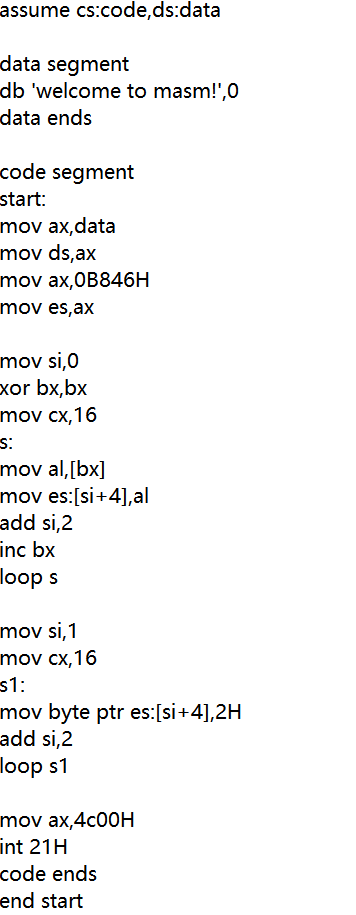 assume cs:code,ds:data
data segment
db 'welcome to masm!',0
data ends
code segment
start:
mov ax,data
mov ds,ax
mov ax,0B846H
mov es,ax
mov si,0
xor bx,bx
mov cx,16
s:
mov al,[bx]
mov es:[si+4],al
add si,2
inc bx
loop s
mov si,1
mov cx,16
s1:
mov byte ptr es:[si+4],2H
add si,2
loop s1
mov ax,4c00H
int 21H
code ends
end start